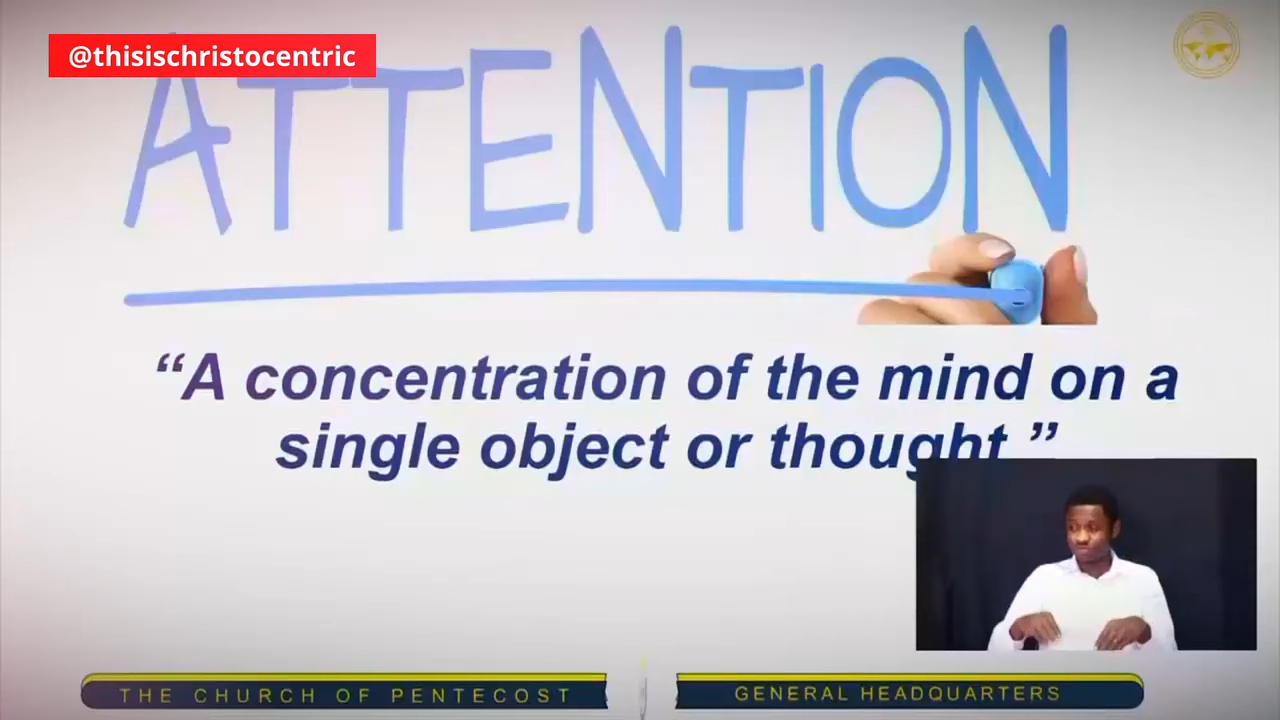 @thisischristocentric
ATTENTION
“A concentration of the mind on a
single object or thought ”
THE CHURCH OF PENTECOST
GENERAL HEADQUARTERS